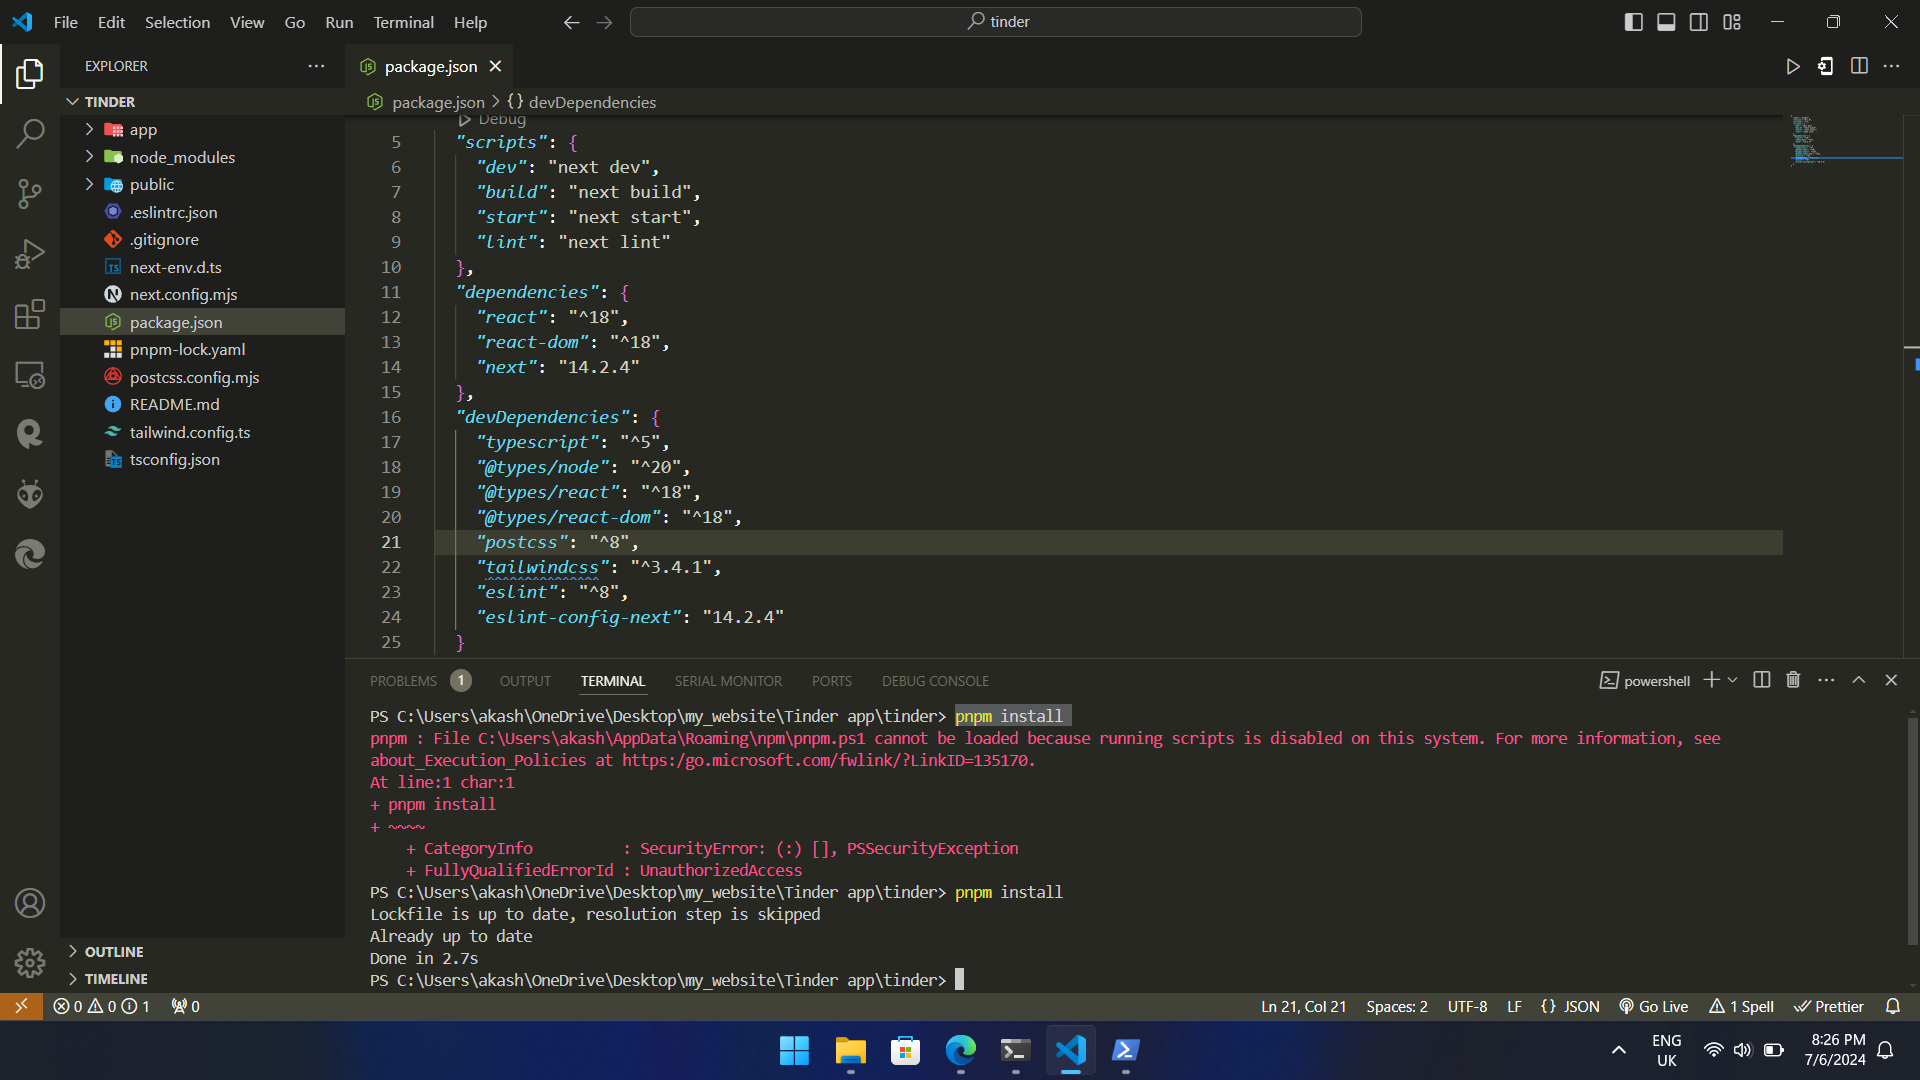 File Edit Selection View Go Run Terminal Help
tinder
EXPLORER
package.json
TINDER
package.json > {} devDependencies
app
node_modules
public
.eslintrc.json
.gitignore
next-env.d.ts
next.config.mjs
package.json
pnpm-lock.yaml
postcss.config.mjs
README.md
tailwind.config.ts
tsconfig.json
OUTLINE
TIMELINE
Debug
5 "scripts": {
6 "dev": "next dev",
7 "build": "next build",
8 "start": "next start",
9 "lint": "next lint"
10 },
11 "dependencies": {
12 "react": "^18",
13 "react-dom": "^18",
14 "next": "14.2.4"
15 },
16 "devDependencies": {
17 "typescript": "^5",
18 "@types/node": "^20",
19 "@types/react": "^18",
20 "@types/react-dom": "^18",
21 "postcss": "^8",
22 "tailwindcss": "^3.4.1",
23 "eslint": "^8",
24 "eslint-config-next": "14.2.4"
25 }
PROBLEMS 1 OUTPUT TERMINAL SERIAL MONITOR PORTS DEBUG CONSOLE powershell
PS C:\Users\akash\OneDrive\Desktop\my_website\Tinder app\tinder> pnpm install
pnpm : File C:\Users\akash\AppData\Roaming\npm\pnpm.ps1 cannot be loaded because running scripts is disabled on this system. For more information, see
about_Execution_Policies at https:/go.microsoft.com/fwlink/?LinkID=135170.
At line:1 char:1
+ pnpm install
+ ~~~~
+ CategoryInfo : SecurityError: (:) [], PSSecurityException
+ FullyQualifiedErrorId : UnauthorizedAccess
PS C:\Users\akash\OneDrive\Desktop\my_website\Tinder app\tinder> pnpm install
Lockfile is up to date, resolution step is skipped
Already up to date
Done in 2.7s
PS C:\Users\akash\OneDrive\Desktop\my_website\Tinder app\tinder>
0 0 1 0 Ln 21, Col 21 Spaces: 2 UTF-8 LF {} JSON Go Live 1 Spell Prettier
ENG
UK
8:26 PM
7/6/2024